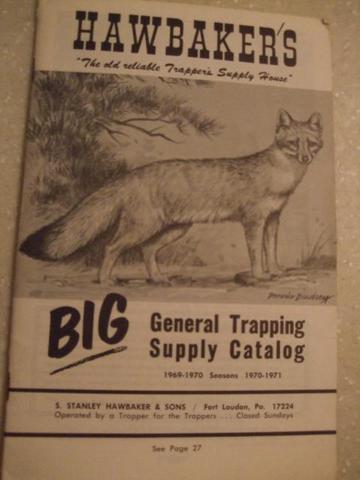 HAWBAKER'S
"The old reliable Trapper's Supply House"
BIG
General Trapping
Supply Catalog
1969-1970 Seasons 1970-1971
S. STANLEY HAWBAKER & SONS / Fort Loudon, Pa. 17224
Operated by a Trapper for the Trappers ... Closed Sundays
See Page 27